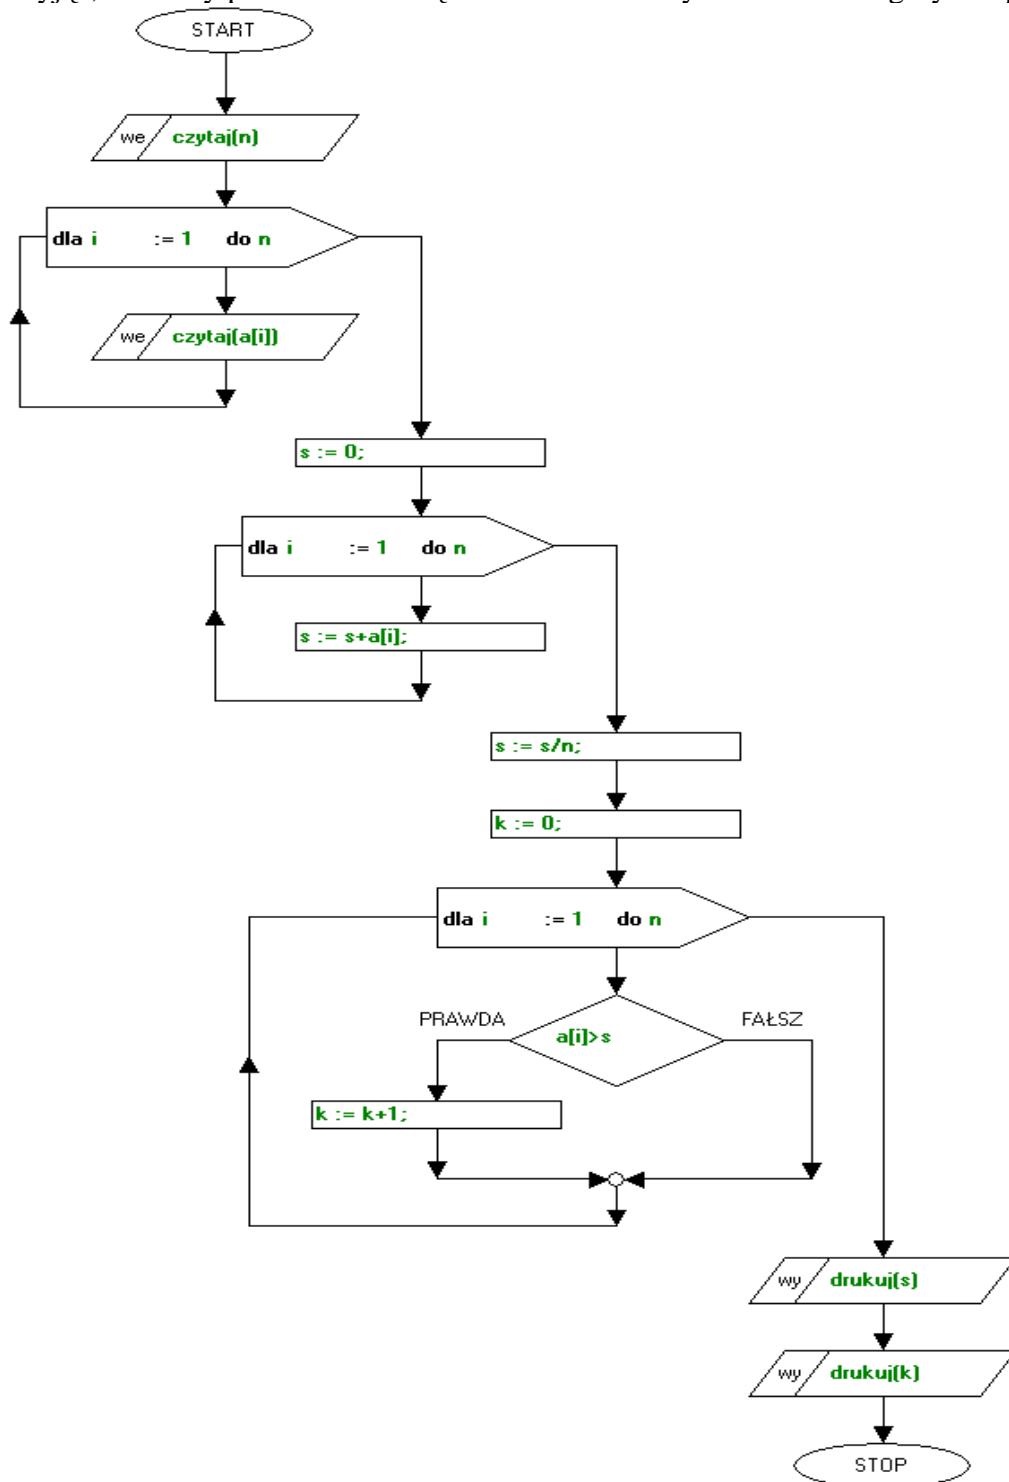 START
we czytaj(n)
dla i := 1 do n
we czytaj(a[i])
s := 0;
dla i := 1 do n
s := s+a[i];
s := s/n;
k := 0;
dla i := 1 do n
PRAWDA a[i]>s FAŁSZ
k := k+1;
wy drukuj(s)
wy drukuj(k)
STOP